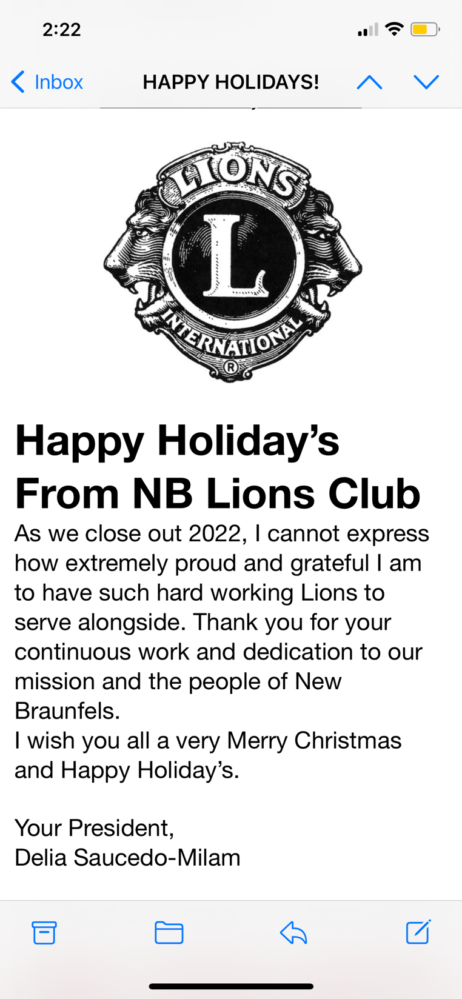 2:22
Inbox
HAPPY HOLIDAYS!
LIONS
L
INTERNATIONAL
®
Happy Holiday’s
From NB Lions Club
As we close out 2022, I cannot express
how extremely proud and grateful I am
to have such hard working Lions to
serve alongside. Thank you for your
continuous work and dedication to our
mission and the people of New
Braunfels.
I wish you all a very Merry Christmas
and Happy Holiday’s.
Your President,
Delia Saucedo-Milam